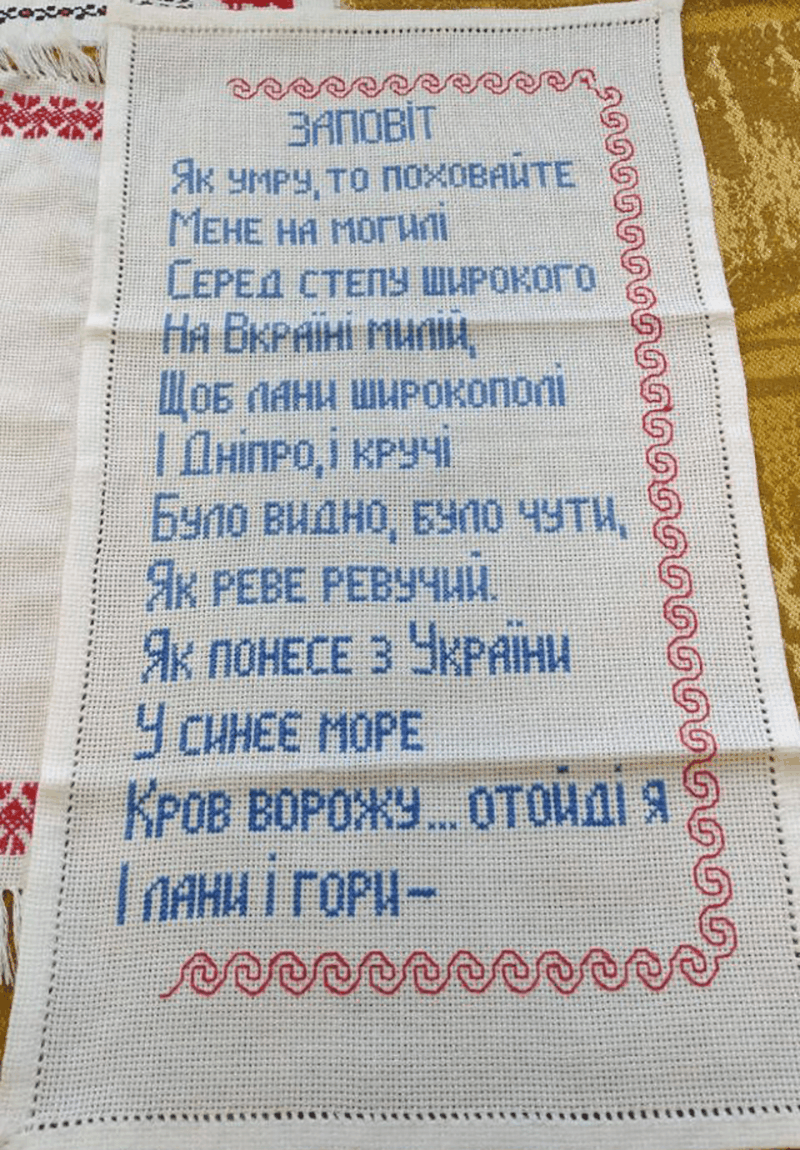 ЗАПОВІТ
Як умру, то поховайте
Мене на могилі
Серед степу широкого
На Вкраїні милій,
Щоб лани широкополі
І Дніпро, і кручі
Було видно, було чути,
Як реве ревучий.
Як понесе з України
У синєє море
Кров ворожу... отойді я
І лани і гори –